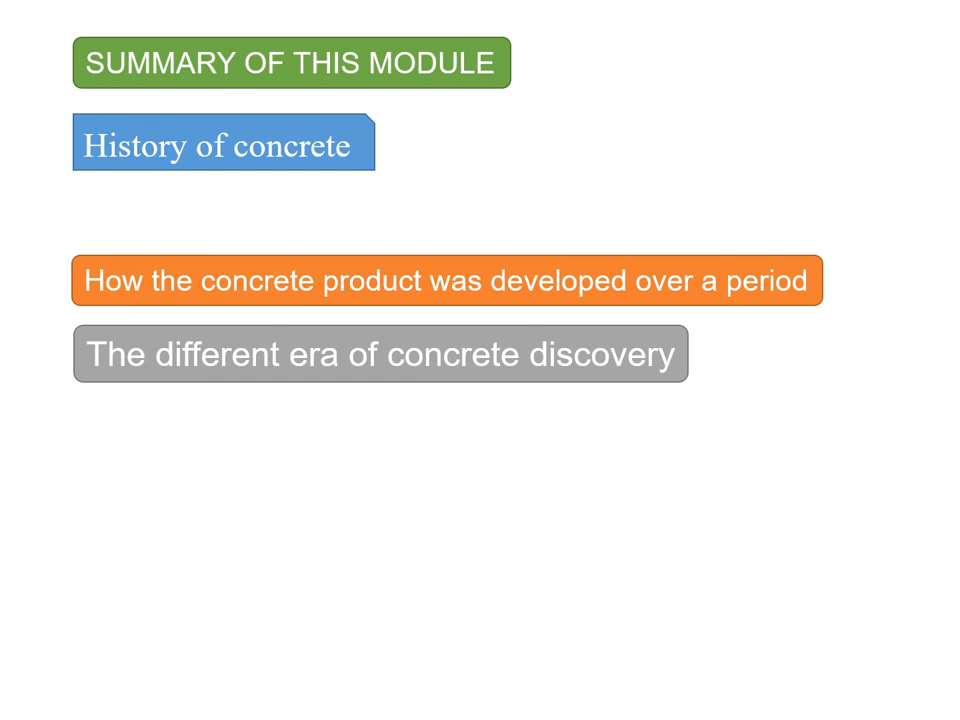 SUMMARY OF THIS MODULE
History of concrete
How the concrete product was developed over a period
The different era of concrete discovery